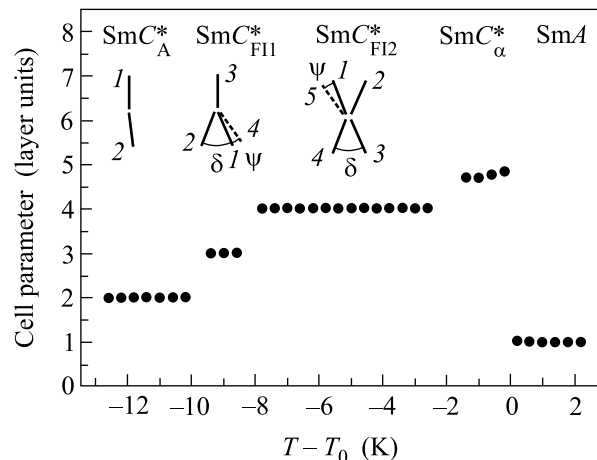 SmC*A SmC*FI1 SmC*FI2 SmC*α SmA
8
7
6
5
4
3
2
1
0
Cell parameter (layer units)
1
2
3
2
δ
1
4
ψ
ψ
1
2
5
4
δ
3
−12 −10 −8 −6 −4 −2 0 2
T − T0 (K)